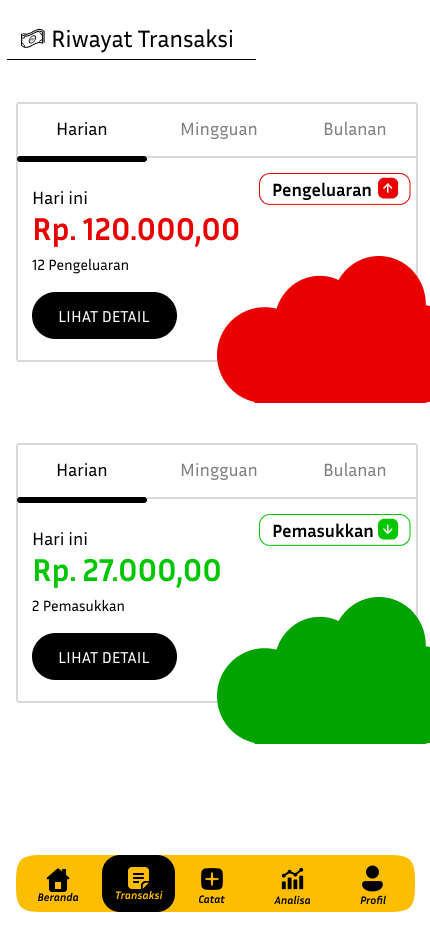 Riwayat Transaksi
Harian Mingguan Bulanan
Pengeluaran
Hari ini
Rp. 120.000,00
12 Pengeluaran
LIHAT DETAIL
Harian Mingguan Bulanan
Pemasukkan
Hari ini
Rp. 27.000,00
2 Pemasukkan
LIHAT DETAIL
Beranda Transaksi Catat Analisa Profil